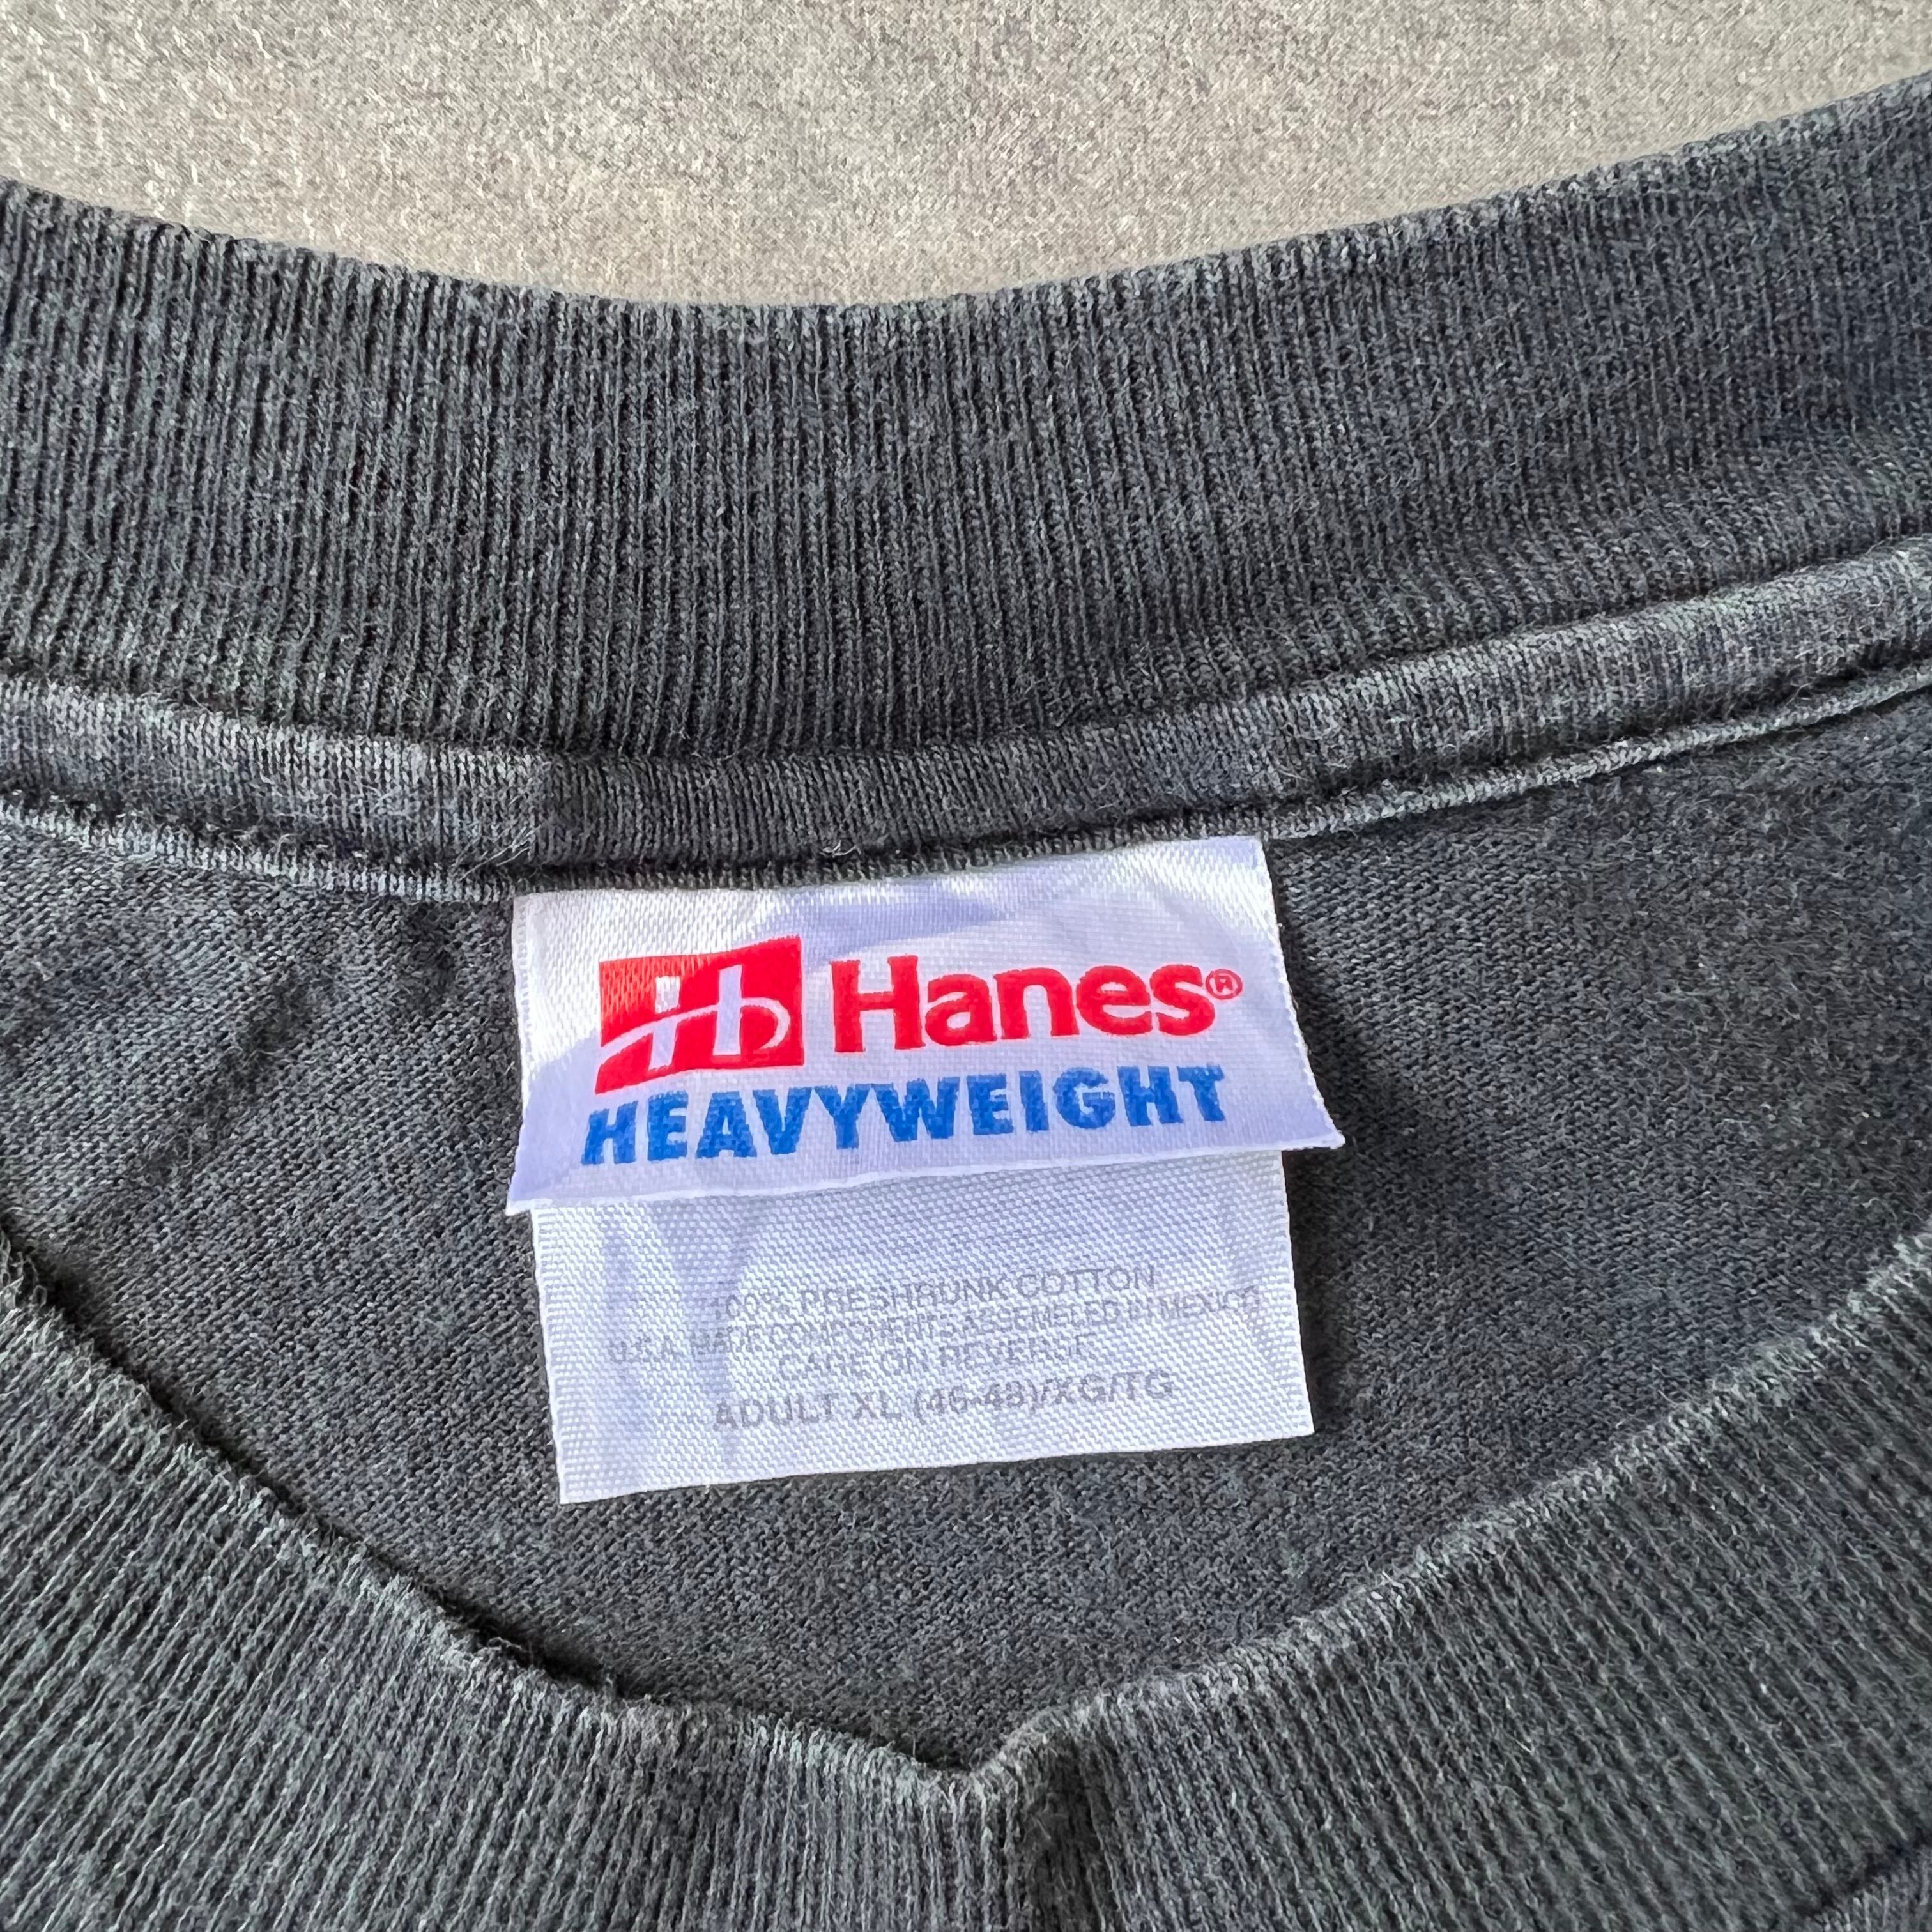 Hanes®
HEAVYWEIGHT
100% PRESHRUNK COTTON
U.S.A. MADE COMPONENTS ASSEMBLED IN MEXICO
CARE ON REVERSE
ADULT XL (46-48)/XG/TG